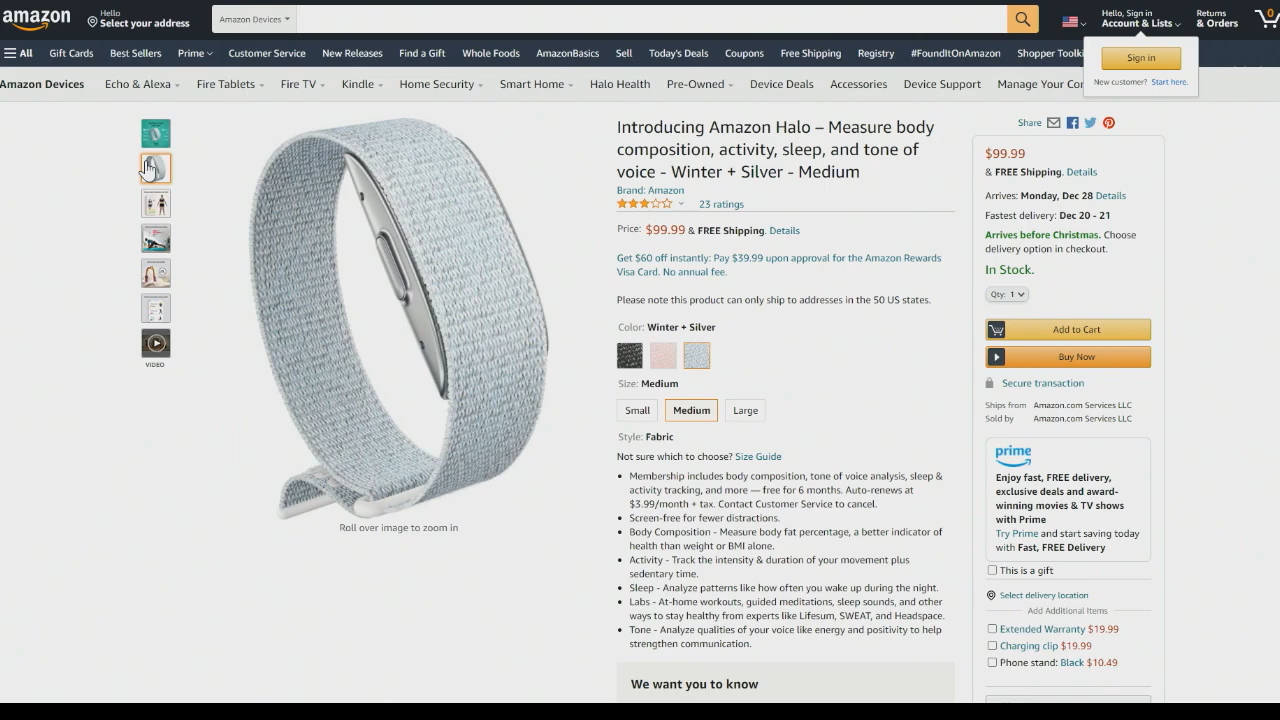 amazon
Hello
Select your address
Amazon Devices
Hello, Sign in
Account & Lists
Returns
& Orders
0
All
Gift Cards
Best Sellers
Prime
Customer Service
New Releases
Find a Gift
Whole Foods
AmazonBasics
Sell
Today's Deals
Coupons
Free Shipping
Registry
#FoundItOnAmazon
Shopper Toolki
Sign in
New customer? Start here.
Amazon Devices
Echo & Alexa
Fire Tablets
Fire TV
Kindle
Home Security
Smart Home
Halo Health
Pre-Owned
Device Deals
Accessories
Device Support
Manage Your Co
VIDEO
Roll over image to zoom in
Introducing Amazon Halo – Measure body
composition, activity, sleep, and tone of
voice - Winter + Silver - Medium
Brand: Amazon
23 ratings
Price: $99.99 & FREE Shipping. Details
Get $60 off instantly: Pay $39.99 upon approval for the Amazon Rewards
Visa Card. No annual fee.
Please note this product can only ship to addresses in the 50 US states.
Color: Winter + Silver
Size: Medium
Small
Medium
Large
Style: Fabric
Not sure which to choose? Size Guide
• Membership includes body composition, tone of voice analysis, sleep &
activity tracking, and more — free for 6 months. Auto-renews at
$3.99/month + tax. Contact Customer Service to cancel.
• Screen-free for fewer distractions.
• Body Composition - Measure body fat percentage, a better indicator of
health than weight or BMI alone.
• Activity - Track the intensity & duration of your movement plus
sedentary time.
• Sleep - Analyze patterns like how often you wake up during the night.
• Labs - At-home workouts, guided meditations, sleep sounds, and other
ways to stay healthy from experts like Lifesum, SWEAT, and Headspace.
• Tone - Analyze qualities of your voice like energy and positivity to help
strengthen communication.
We want you to know
Share
$99.99
& FREE Shipping. Details
Arrives: Monday, Dec 28 Details
Fastest delivery: Dec 20 - 21
Arrives before Christmas. Choose
delivery option in checkout.
In Stock.
Qty: 1
Add to Cart
Buy Now
Secure transaction
Ships from Amazon.com Services LLC
Sold by Amazon.com Services LLC
prime
Enjoy fast, FREE delivery,
exclusive deals and award-
winning movies & TV shows
with Prime
Try Prime and start saving today
with Fast, FREE Delivery
This is a gift
Select delivery location
Add Additional Items
Extended Warranty $19.99
Charging clip $19.99
Phone stand: Black $10.49